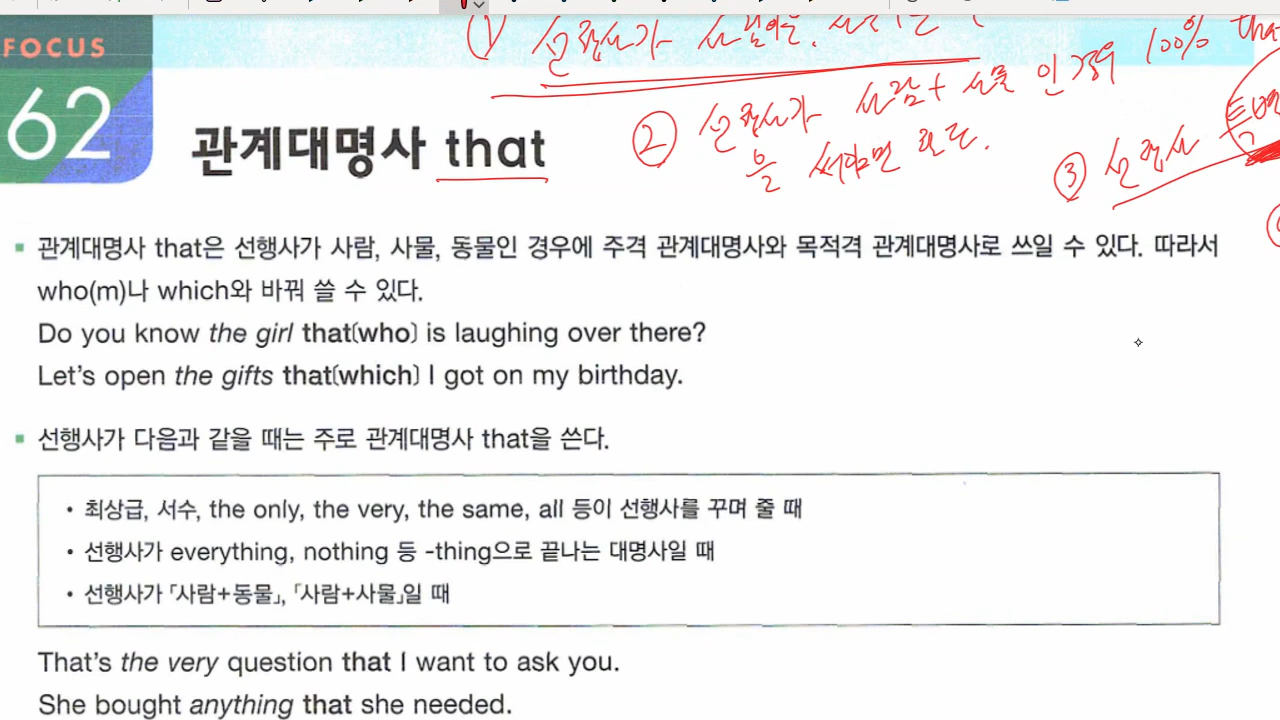 ① 선행사가
100% tha
② 선행사가 사람+사물 인 경우
을 써야만 한다.
③ 선행사 특별
FOCUS
62
관계대명사 that
관계대명사 that은 선행사가 사람, 사물, 동물인 경우에 주격 관계대명사와 목적격 관계대명사로 쓰일 수 있다. 따라서
who(m)나 which와 바꿔 쓸 수 있다.
Do you know the girl that(who) is laughing over there?
Let's open the gifts that(which) I got on my birthday.
선행사가 다음과 같을 때는 주로 관계대명사 that을 쓴다.
• 최상급, 서수, the only, the very, the same, all 등이 선행사를 꾸며 줄 때
• 선행사가 everything, nothing 등 -thing으로 끝나는 대명사일 때
• 선행사가 「사람+동물」, 「사람+사물」일 때
That's the very question that I want to ask you.
She bought anything that she needed.